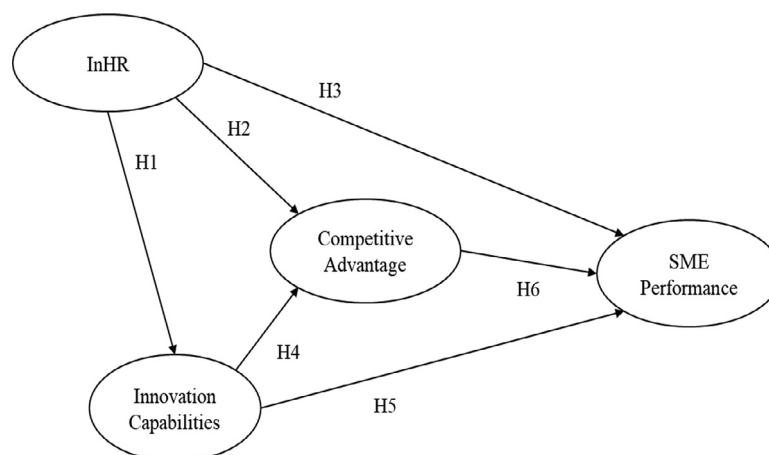 InHR
H3
H2
H1
Competitive
Advantage
SME
Performance
H6
H4
Innovation
Capabilities
H5